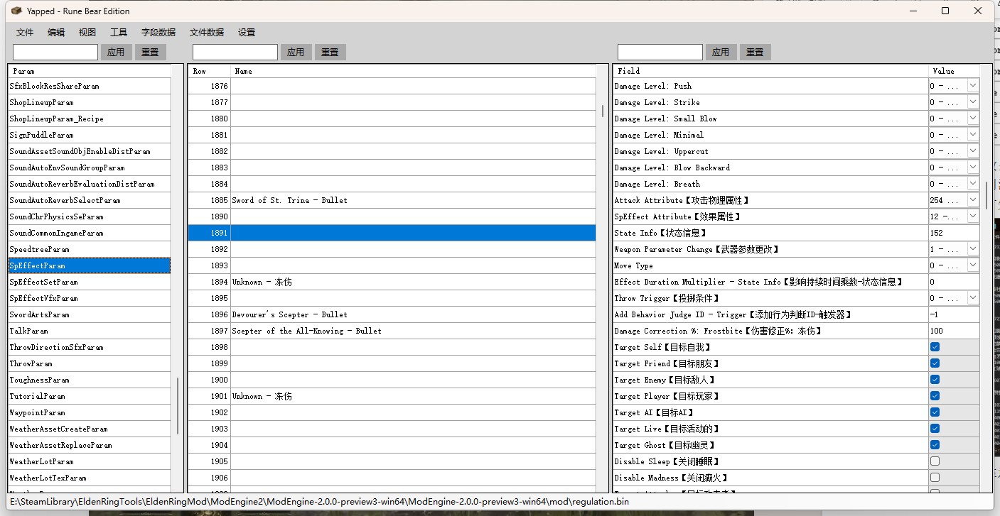 Yapped - Rune Bear Edition
文件 编辑 视图 工具 字段数据 文件数据 设置
应用 重置 应用 重置 应用 重置
Param
SfxBlockResShareParam
ShopLineupParam
ShopLineupParam_Recipe
SignPuddleParam
SoundAssetSoundObjEnableDistParam
SoundAutoEnvSoundGroupParam
SoundAutoReverbEvaluationDistParam
SoundAutoReverbSelectParam
SoundChrPhysicsSeParam
SoundCommonIngameParam
SpeedtreeParam
SpEffectParam
SpEffectSetParam
SpEffectVfxParam
SwordArtsParam
TalkParam
ThrowDirectionSfxParam
ThrowParam
ToughnessParam
TutorialParam
WaypointParam
WeatherAssetCreateParam
WeatherAssetReplaceParam
WeatherLotParam
WeatherLotTexParam
Row Name
1876
1877
1880
1881
1882
1883
1884
1885 Sword of St. Trina - Bullet
1890
1891
1892
1893
1894 Unknown - 冻伤
1895
1896 Devourer's Scepter - Bullet
1897 Scepter of the All-Knowing - Bullet
1898
1899
1900
1901 Unknown - 冻伤
1902
1903
1904
1905
1906
Field Value
Damage Level: Push 0 - ...
Damage Level: Strike 0 - ...
Damage Level: Small Blow 0 - ...
Damage Level: Minimal 0 - ...
Damage Level: Uppercut 0 - ...
Damage Level: Blow Backward 0 - ...
Damage Level: Breath 0 - ...
Attack Attribute【攻击物理属性】 254 ...
SpEffect Attribute【效果属性】 12 -...
State Info【状态信息】 152
Weapon Parameter Change【武器参数更改】 1 - ...
Move Type 0 - ...
Effect Duration Multiplier - State Info【影响持续时间乘数-状态信息】 0
Throw Trigger【投掷条件】 0 - ...
Add Behavior Judge ID - Trigger【添加行为判断ID-触发器】 -1
Damage Correction %: Frostbite【伤害修正%: 冻伤】 100
Target Self【目标自我】
Target Friend【目标朋友】
Target Enemy【目标敌人】
Target Player【目标玩家】
Target AI【目标AI】
Target Live【目标活动的】
Target Ghost【目标幽灵】
Disable Sleep【关闭睡眠】
Disable Madness【关闭癫火】
E:\SteamLibrary\EldenRingTools\EldenRingMod\ModEngine2\ModEngine-2.0.0-preview3-win64\ModEngine-2.0.0-preview3-win64\mod\regulation.bin